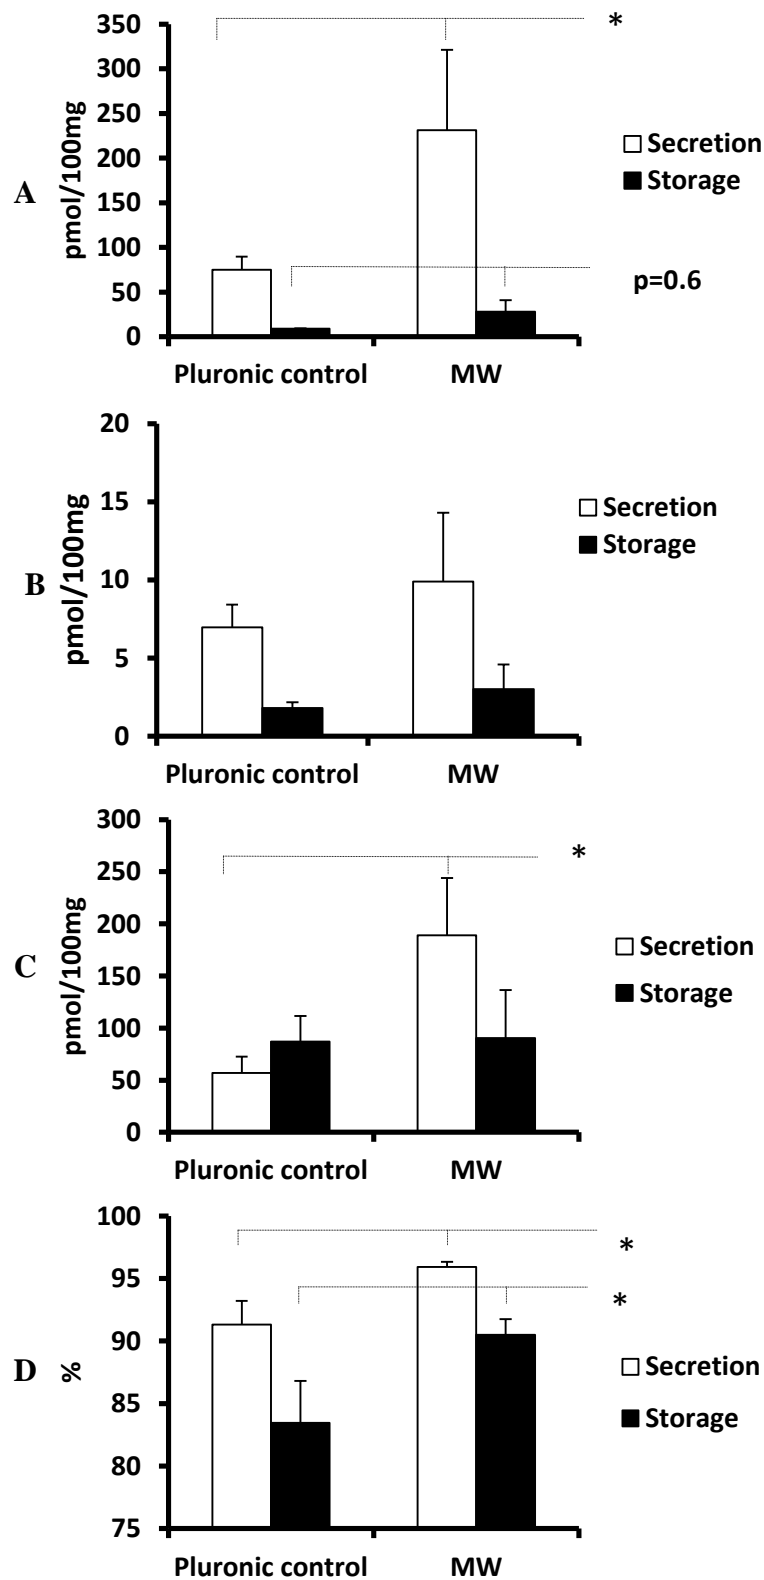 A
pmol/100mg
350
300
250
200
150
100
50
0
*
p=0.6
Secretion
Storage
Pluronic control MW
B
pmol/100mg
20
15
10
5
0
Secretion
Storage
Pluronic control MW
C
pmol/100mg
300
250
200
150
100
50
0
*
Secretion
Storage
Pluronic control MW
D
%
100
95
90
85
80
75
*
*
Secretion
Storage
Pluronic control MW